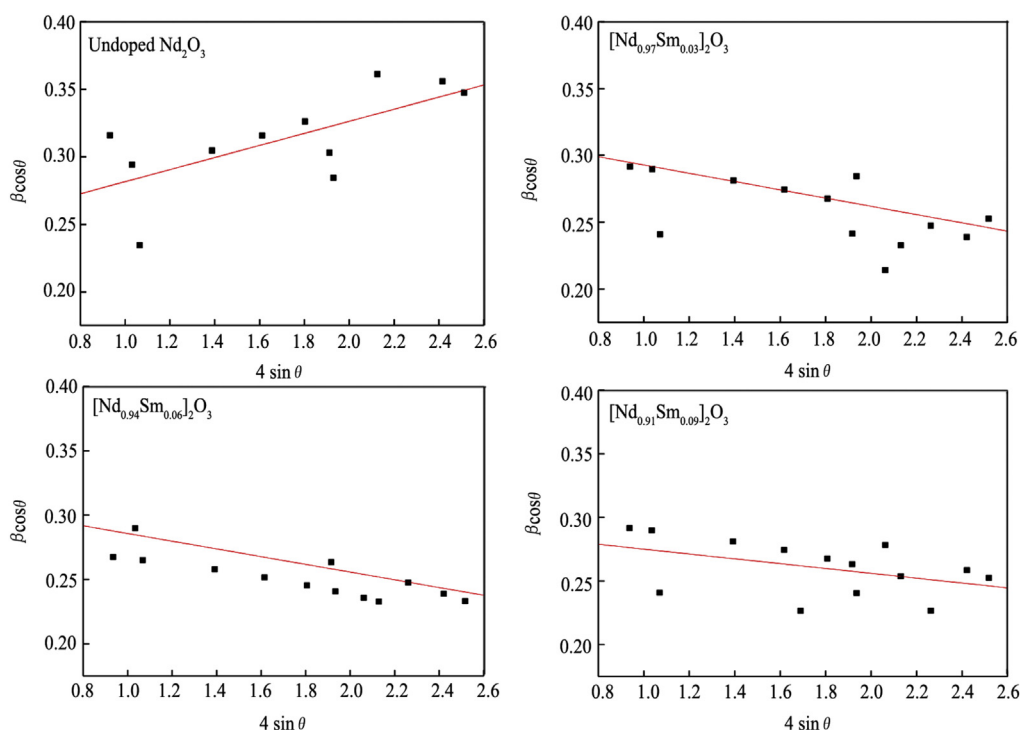 Undoped Nd₂O₃
0.40
0.35
0.30
0.25
0.20
βcosθ
0.8 1.0 1.2 1.4 1.6 1.8 2.0 2.2 2.4 2.6
4 sin θ
[Nd₀.₉₇Sm₀.₀₃]₂O₃
0.40
0.35
0.30
0.25
0.20
βcosθ
0.8 1.0 1.2 1.4 1.6 1.8 2.0 2.2 2.4 2.6
4 sin θ
[Nd₀.₉₄Sm₀.₀₆]₂O₃
0.40
0.35
0.30
0.25
0.20
βcosθ
0.8 1.0 1.2 1.4 1.6 1.8 2.0 2.2 2.4 2.6
4 sin θ
[Nd₀.₉₁Sm₀.₀₉]₂O₃
0.40
0.35
0.30
0.25
0.20
βcosθ
0.8 1.0 1.2 1.4 1.6 1.8 2.0 2.2 2.4 2.6
4 sin θ